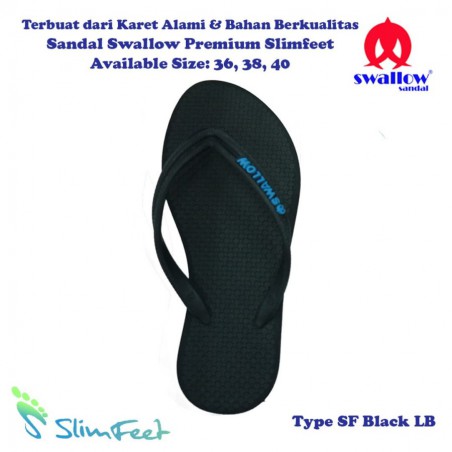 Terbuat dari Karet Alami & Bahan Berkualitas
Sandal Swallow Premium Slimfeet
Available Size: 36, 38, 40
swallow®
sandal
SWALLOW
SlimFeet
Type SF Black LB